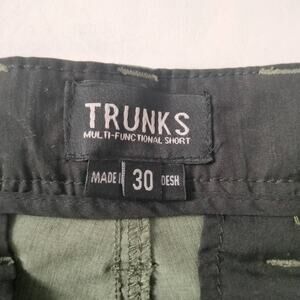 TRUNKS
MULTI-FUNCTIONAL SHORT
MADE I 30 DESH